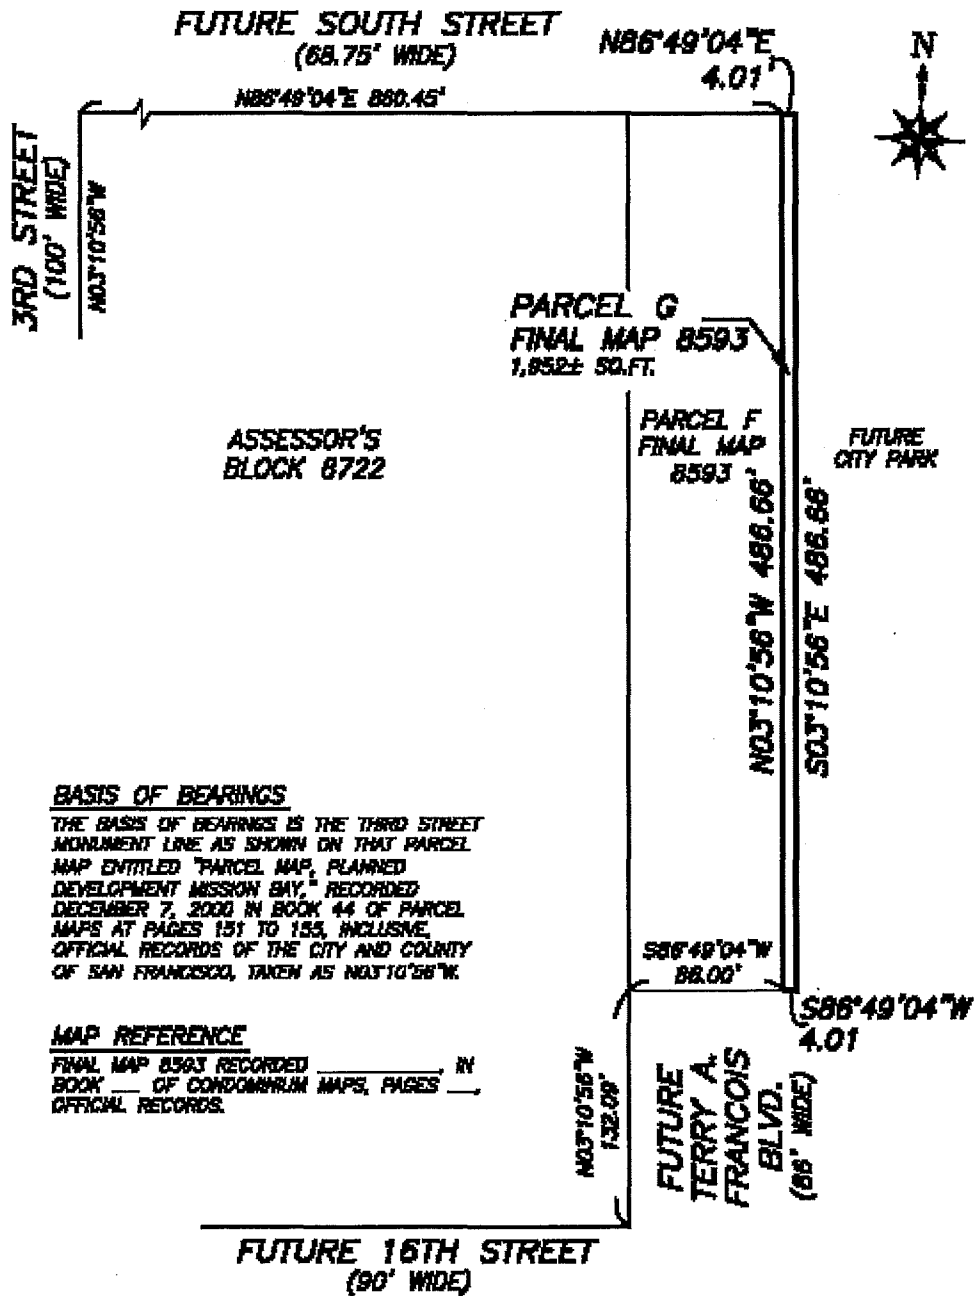 FUTURE SOUTH STREET
(68.75' WIDE)
N86°49'04"E
4.01'
N
N86°49'04"E 860.45'
3RD STREET
(100' WIDE)
N03°10'56"W
PARCEL G
FINAL MAP 8593
1,952± SQ.FT.
ASSESSOR'S
BLOCK 8722
PARCEL F
FINAL MAP
8593
FUTURE
CITY PARK
N03°10'56"W 486.66'
S03°10'56"E 486.66'
BASIS OF BEARINGS
THE BASIS OF BEARINGS IS THE THIRD STREET
MONUMENT LINE AS SHOWN ON THAT PARCEL
MAP ENTITLED "PARCEL MAP, PLANNED
DEVELOPMENT MISSION BAY," RECORDED
DECEMBER 7, 2000 IN BOOK 44 OF PARCEL
MAPS AT PAGES 151 TO 155, INCLUSIVE,
OFFICIAL RECORDS OF THE CITY AND COUNTY
OF SAN FRANCISCO, TAKEN AS N03°10'56"W.
S86°49'04"W
86.00'
S86°49'04"W
4.01
MAP REFERENCE
FINAL MAP 8593 RECORDED ________, IN
BOOK ___ OF CONDOMINIUM MAPS, PAGES ___,
OFFICIAL RECORDS.
N03°10'56"W
132.09'
FUTURE
TERRY A.
FRANCOIS
BLVD.
(86' WIDE)
FUTURE 16TH STREET
(90' WIDE)